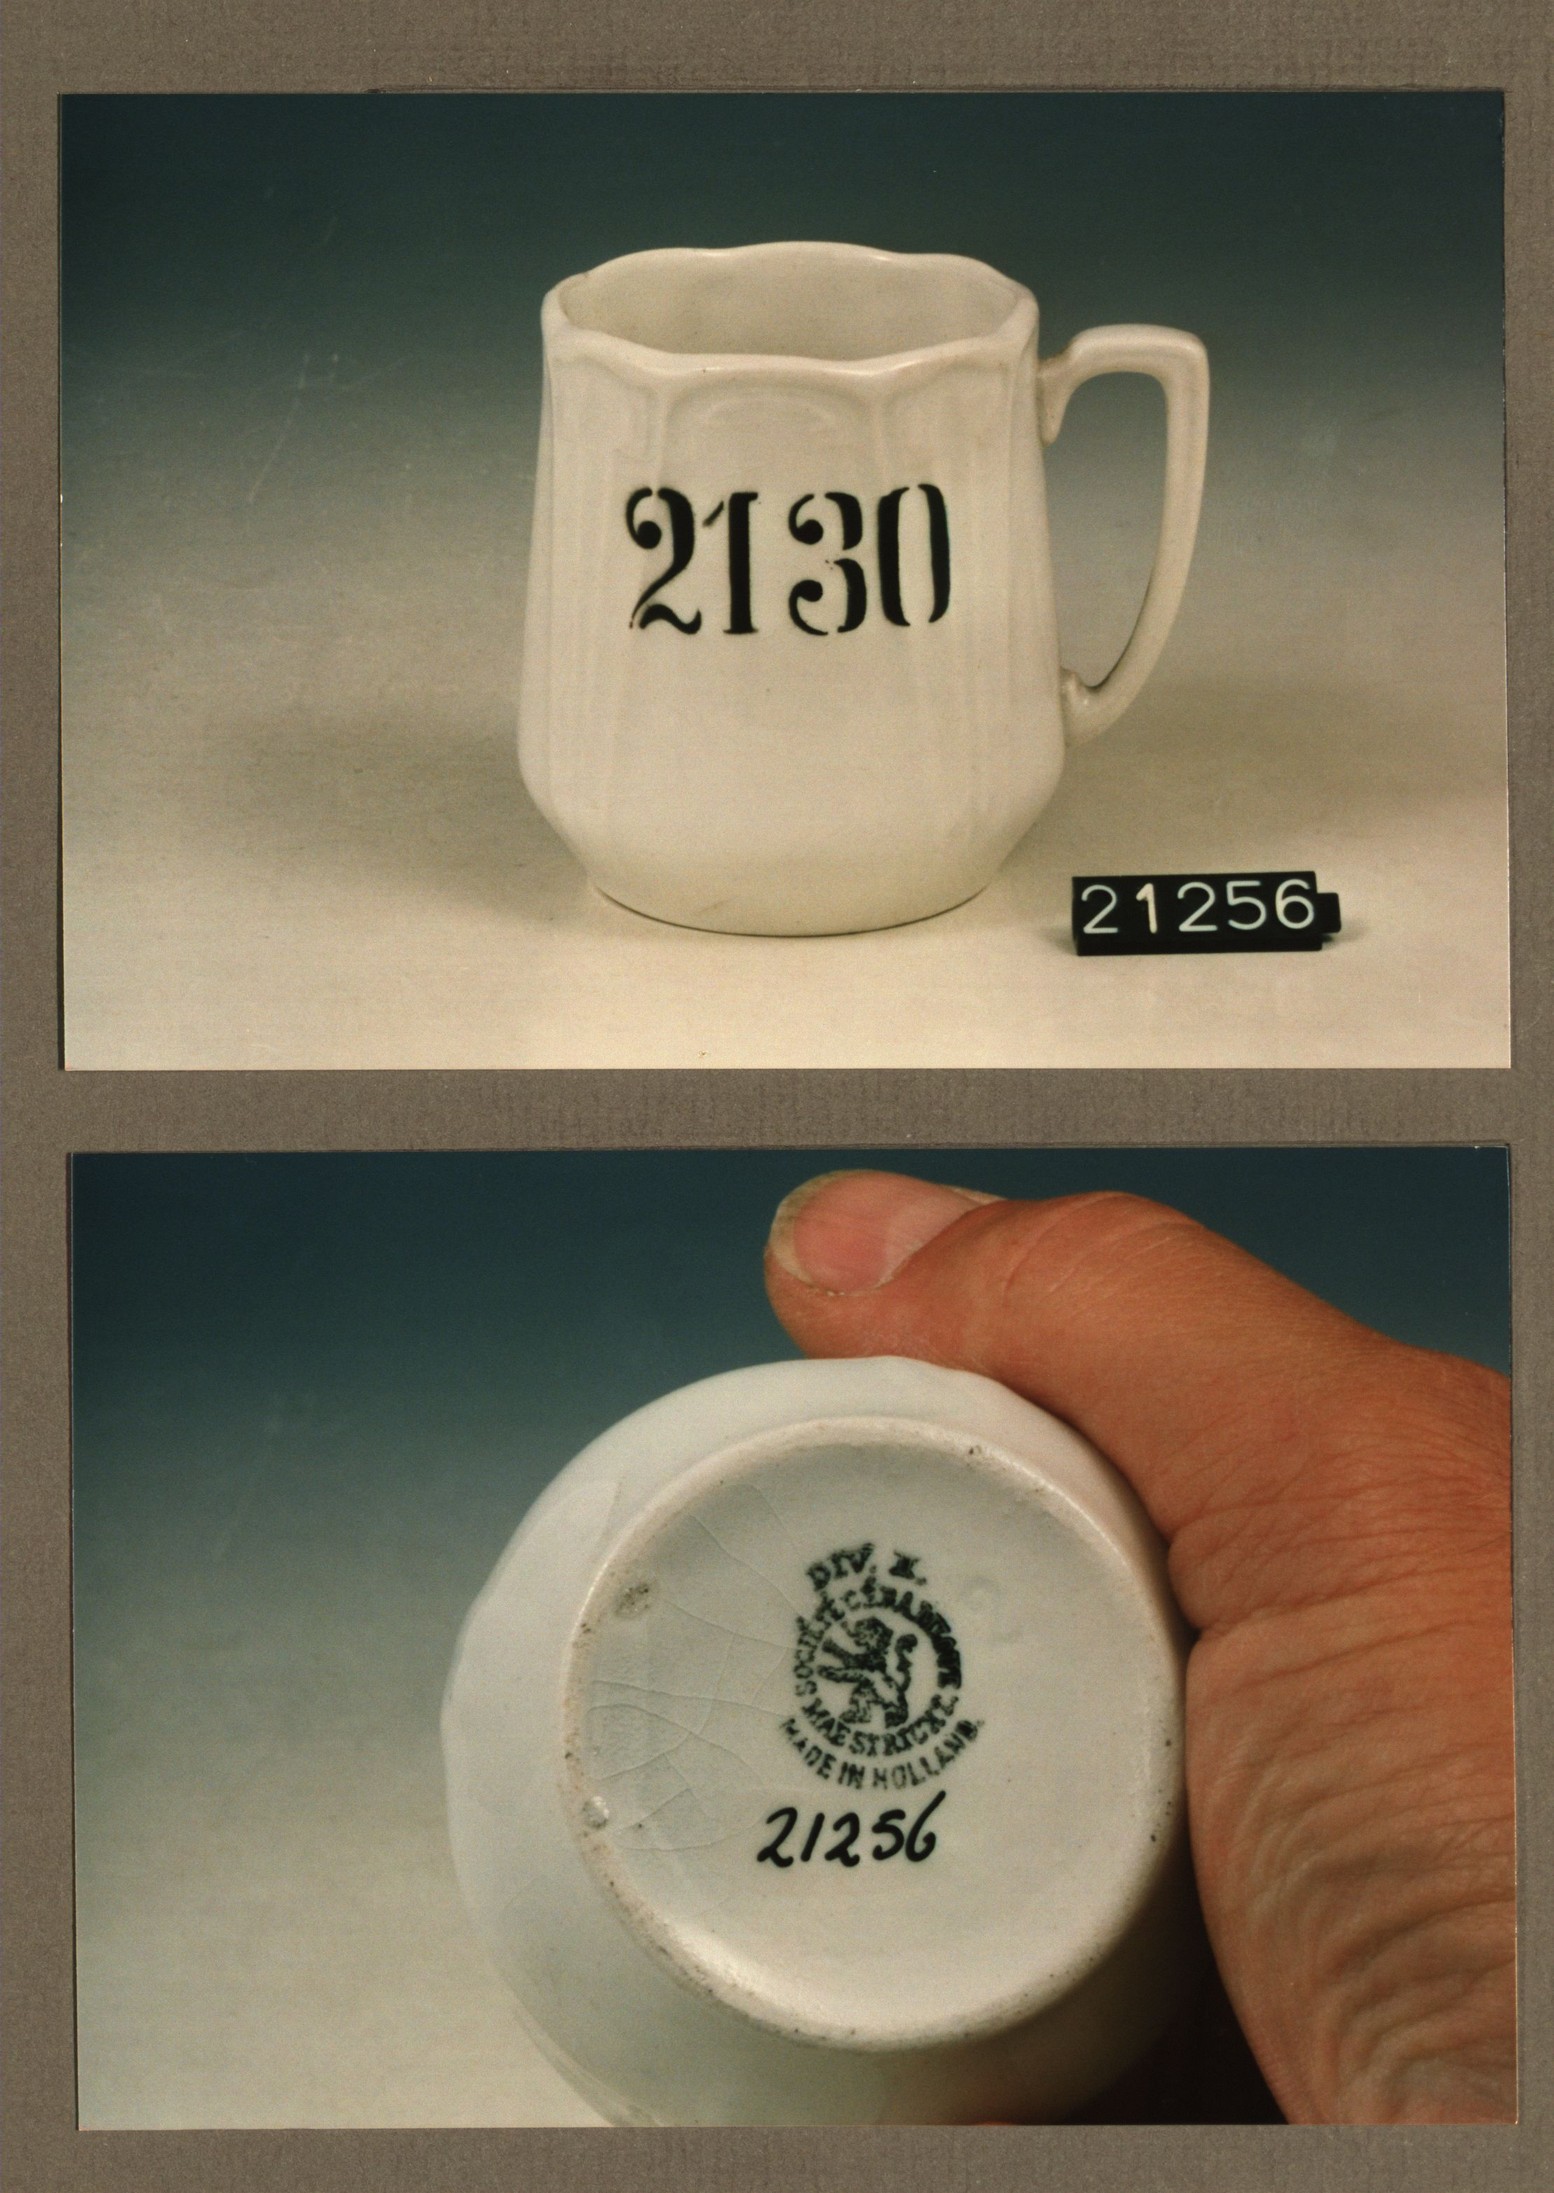 2130
21256
DIV. X.
SOCIÉTÉ CÉRAMIQUE
MAESTRICHT.
MADE IN HOLLAND.
21256